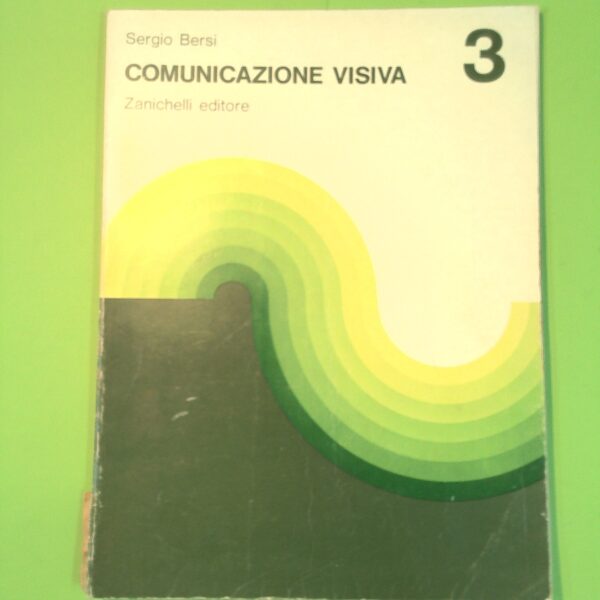 Sergio Bersi
COMUNICAZIONE VISIVA 3
Zanichelli editore